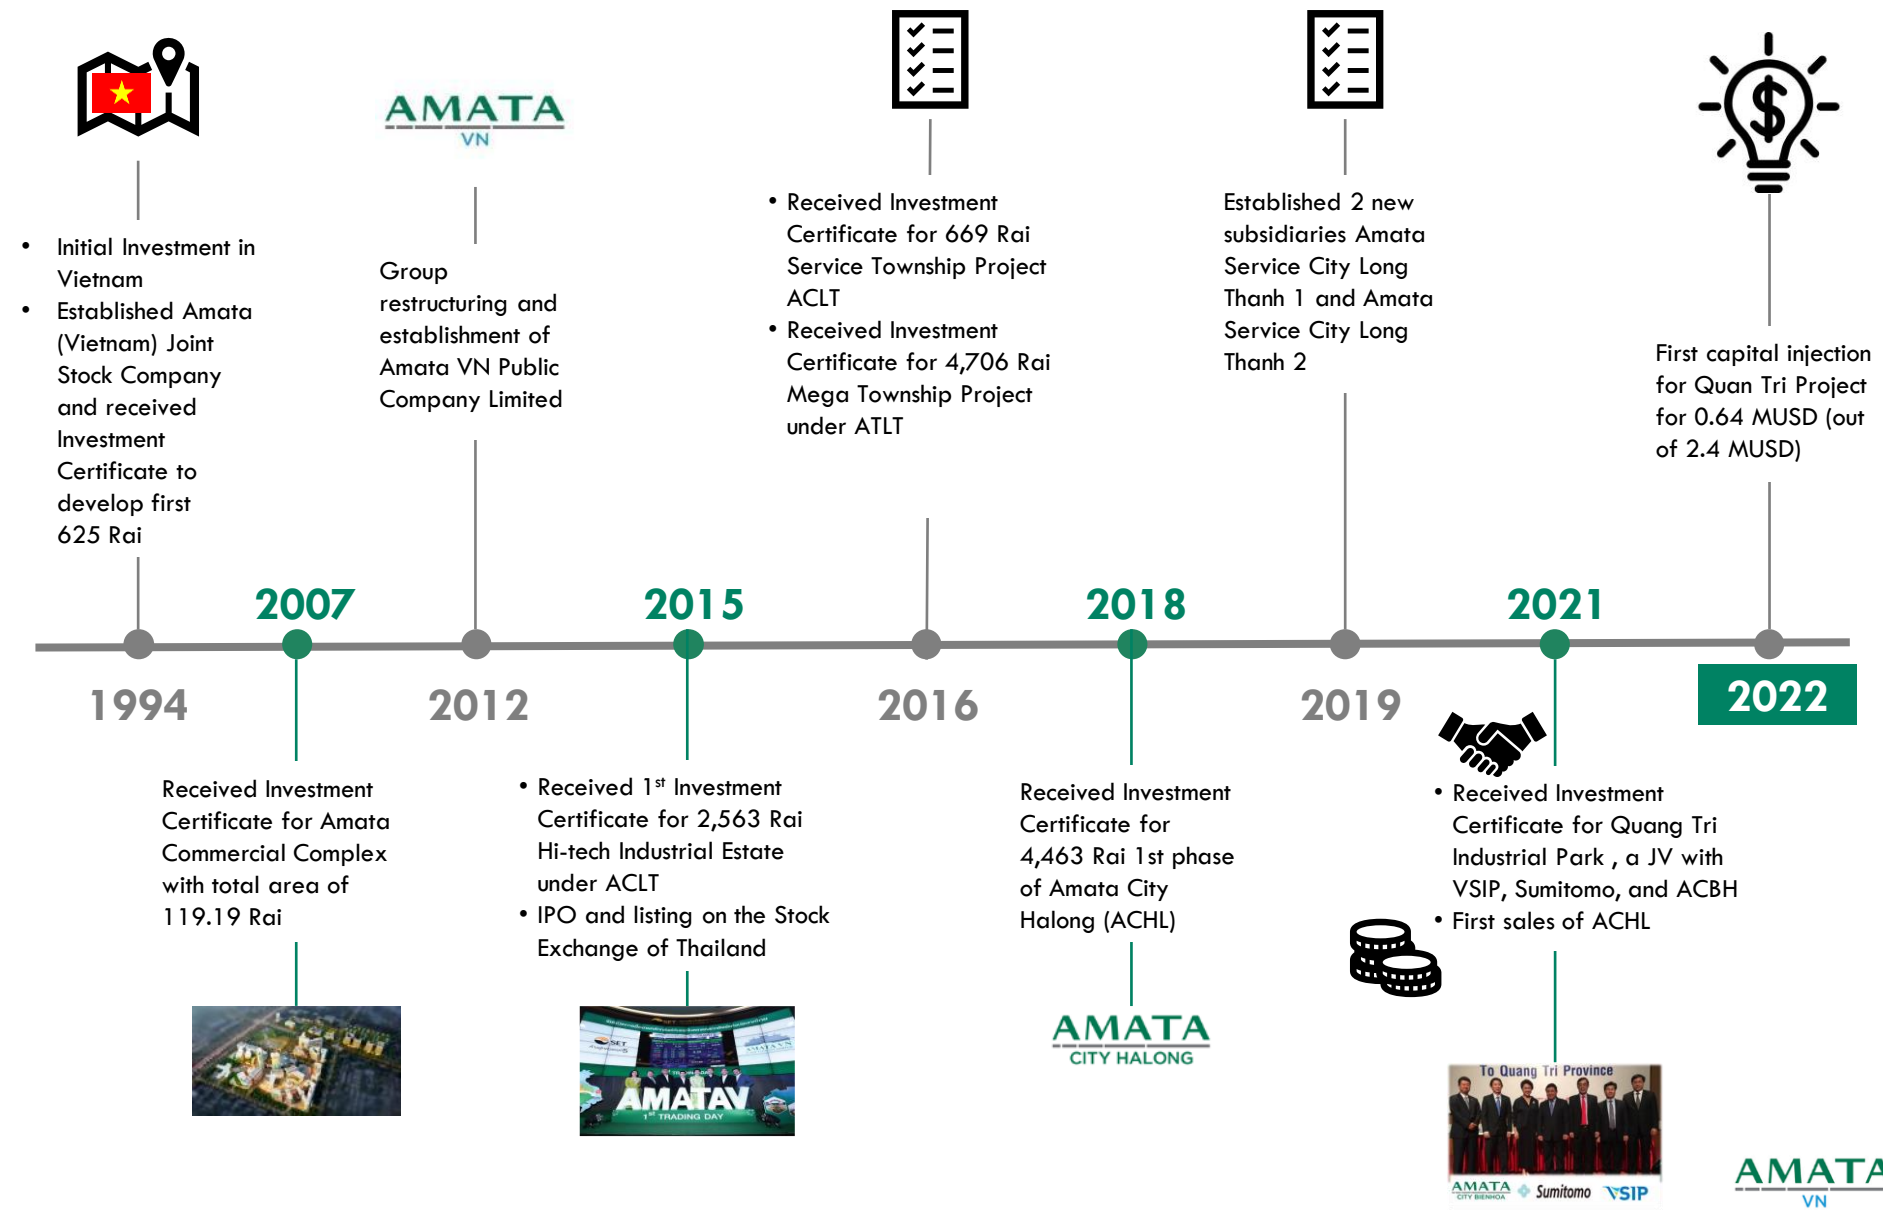 AMATA
VN
• Initial Investment in
Vietnam
• Established Amata
(Vietnam) Joint
Stock Company
and received
Investment
Certificate to
develop first
625 Rai
Group
restructuring and
establishment of
Amata VN Public
Company Limited
• Received Investment
Certificate for 669 Rai
Service Township Project
ACLT
• Received Investment
Certificate for 4,706 Rai
Mega Township Project
under ATLT
Established 2 new
subsidiaries Amata
Service City Long
Thanh 1 and Amata
Service City Long
Thanh 2
First capital injection
for Quan Tri Project
for 0.64 MUSD (out
of 2.4 MUSD)
2007
2015
2018
2021
1994
2012
2016
2019
2022
Received Investment
Certificate for Amata
Commercial Complex
with total area of
119.19 Rai
• Received 1st Investment
Certificate for 2,563 Rai
Hi-tech Industrial Estate
under ACLT
• IPO and listing on the Stock
Exchange of Thailand
SET
AMATA VN
AMATAV
1st TRADING DAY
Received Investment
Certificate for
4,463 Rai 1st phase
of Amata City
Halong (ACHL)
AMATA
CITY HALONG
• Received Investment
Certificate for Quang Tri
Industrial Park , a JV with
VSIP, Sumitomo, and ACBH
• First sales of ACHL
To Quang Tri Province
AMATA
CITY BIENHOA
Sumitomo
VSIP
AMATA
VN